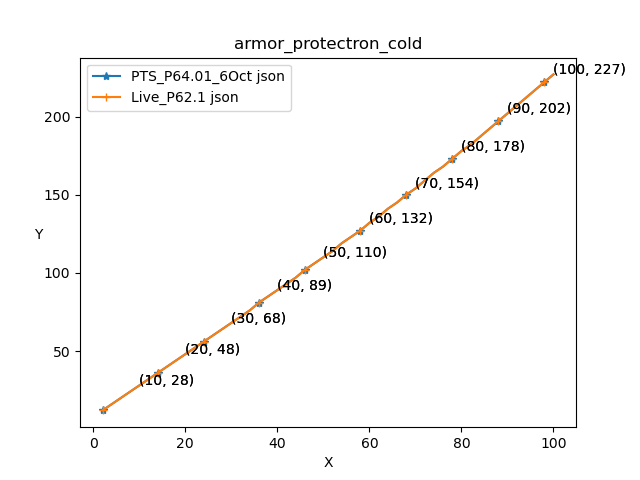 armor_protectron_cold
PTS_P64.01_6Oct json
Live_P62.1 json
(100, 227)
(90, 202)
(80, 178)
(70, 154)
(60, 132)
(50, 110)
(40, 89)
(30, 68)
(20, 48)
(10, 28)
200
150
100
50
Y
0 20 40 60 80 100
X